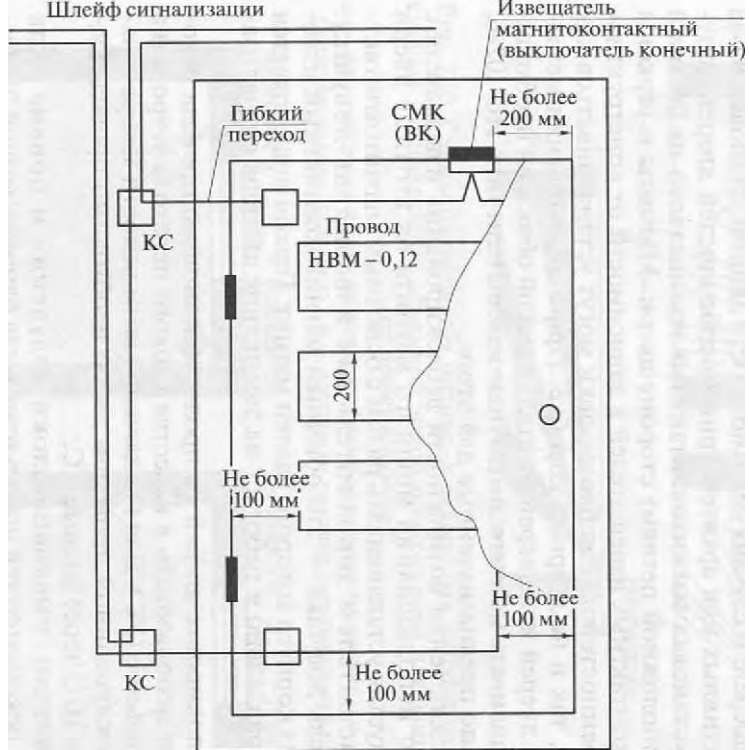 Шлейф сигнализации
Извещатель
магнитоконтактный
(выключатель конечный)
Не более
200 мм
СМК
(ВК)
Гибкий
переход
КС
Провод
НВМ – 0,12
200
Не более
100 мм
Не более
100 мм
КС
Не более
100 мм